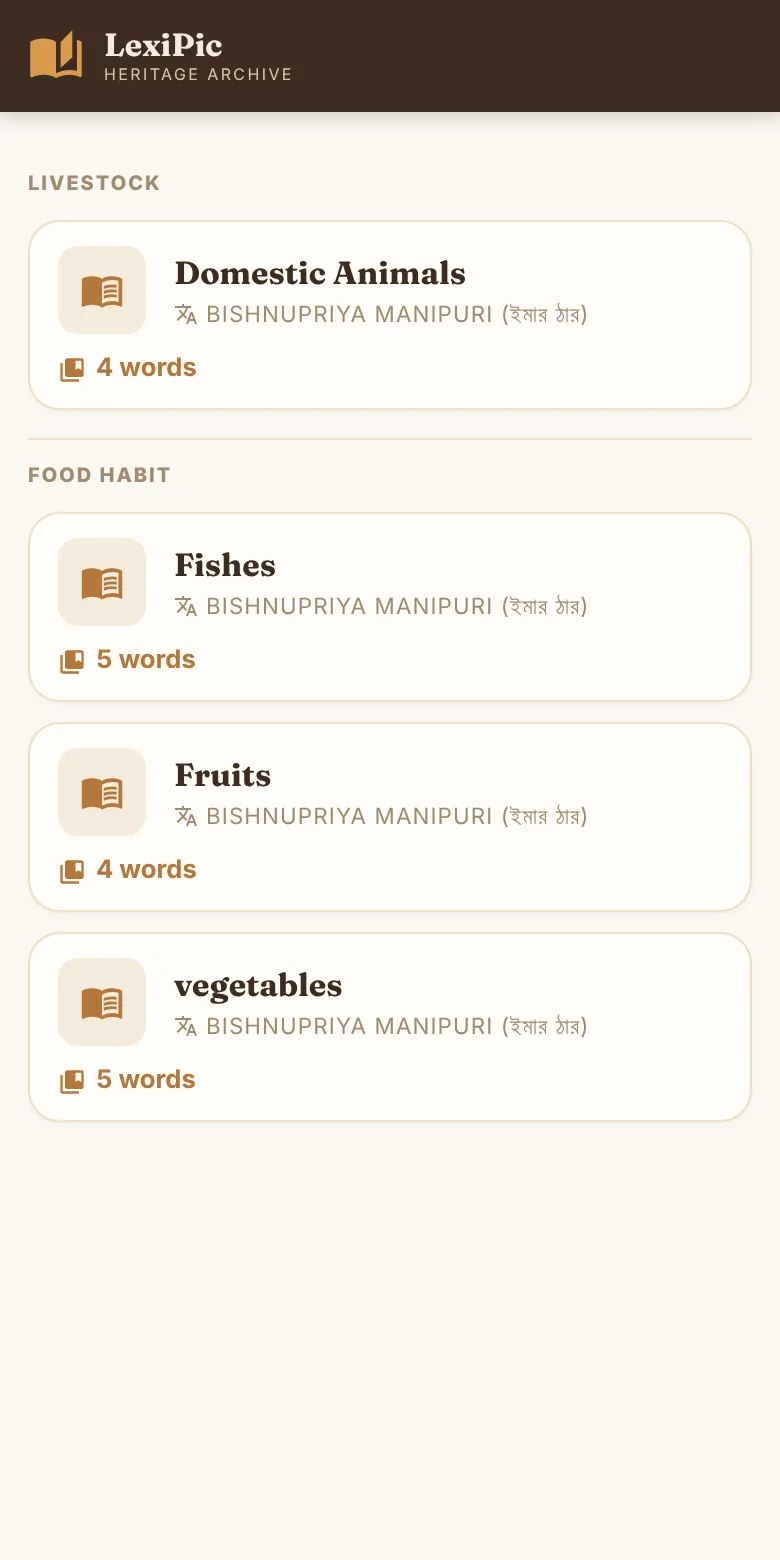 LexiPic
HERITAGE ARCHIVE
LIVESTOCK
Domestic Animals
BISHNUPRIYA MANIPURI (ইমার ঠার)
4 words
FOOD HABIT
Fishes
BISHNUPRIYA MANIPURI (ইমার ঠার)
5 words
Fruits
BISHNUPRIYA MANIPURI (ইমার ঠার)
4 words
vegetables
BISHNUPRIYA MANIPURI (ইমার ঠার)
5 words